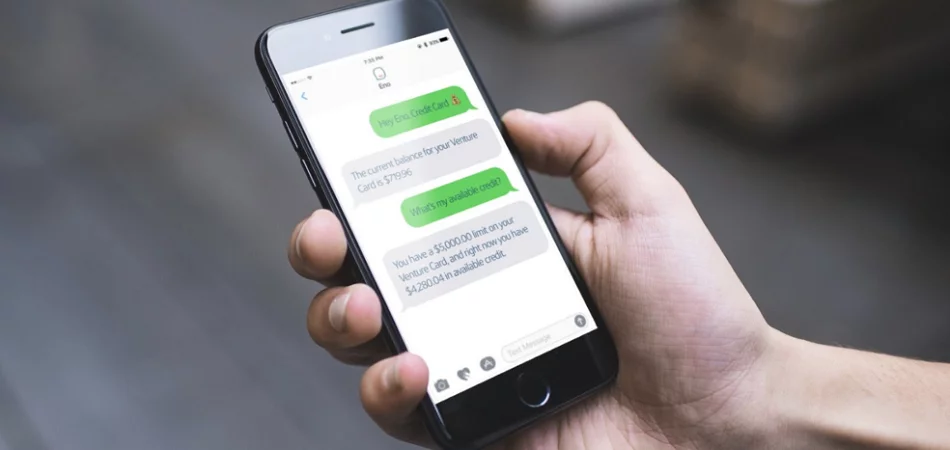 7:55 PM
93%
Eno
Hey Eno, Credit Card 💰
The current balance for your Venture
Card is $719.96
What's my available credit?
You have a $5,000.00 limit on your
Venture Card, and right now you have
$4,280.04 in available credit.
Text Message